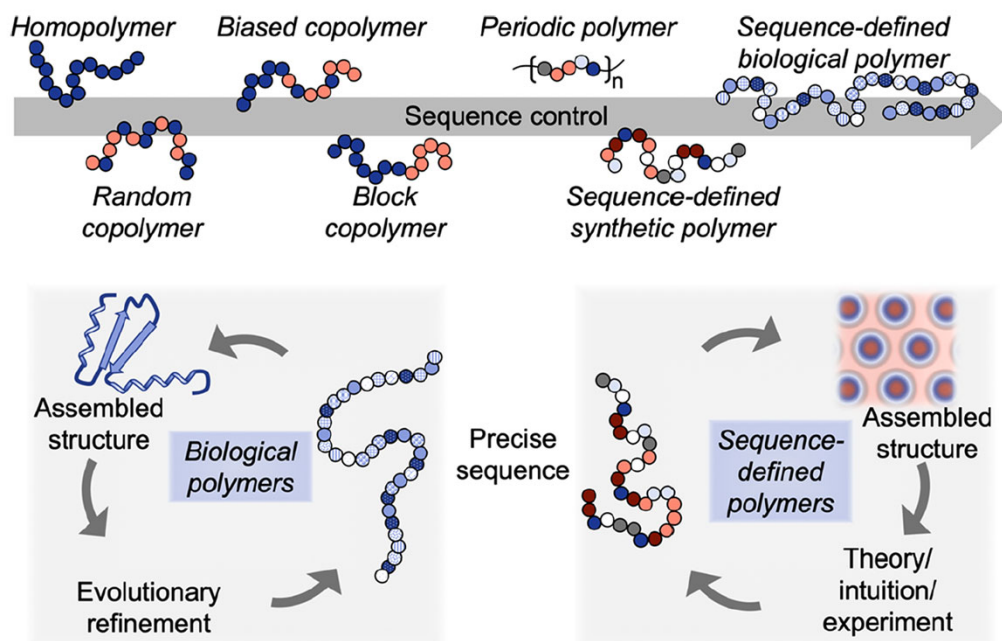 Homopolymer
Biased copolymer
Periodic polymer
Sequence-defined
biological polymer
n
Sequence control
Random
copolymer
Block
copolymer
Sequence-defined
synthetic polymer
Assembled
structure
Biological
polymers
Evolutionary
refinement
Precise
sequence
Sequence-
defined
polymers
Assembled
structure
Theory/
intuition/
experiment